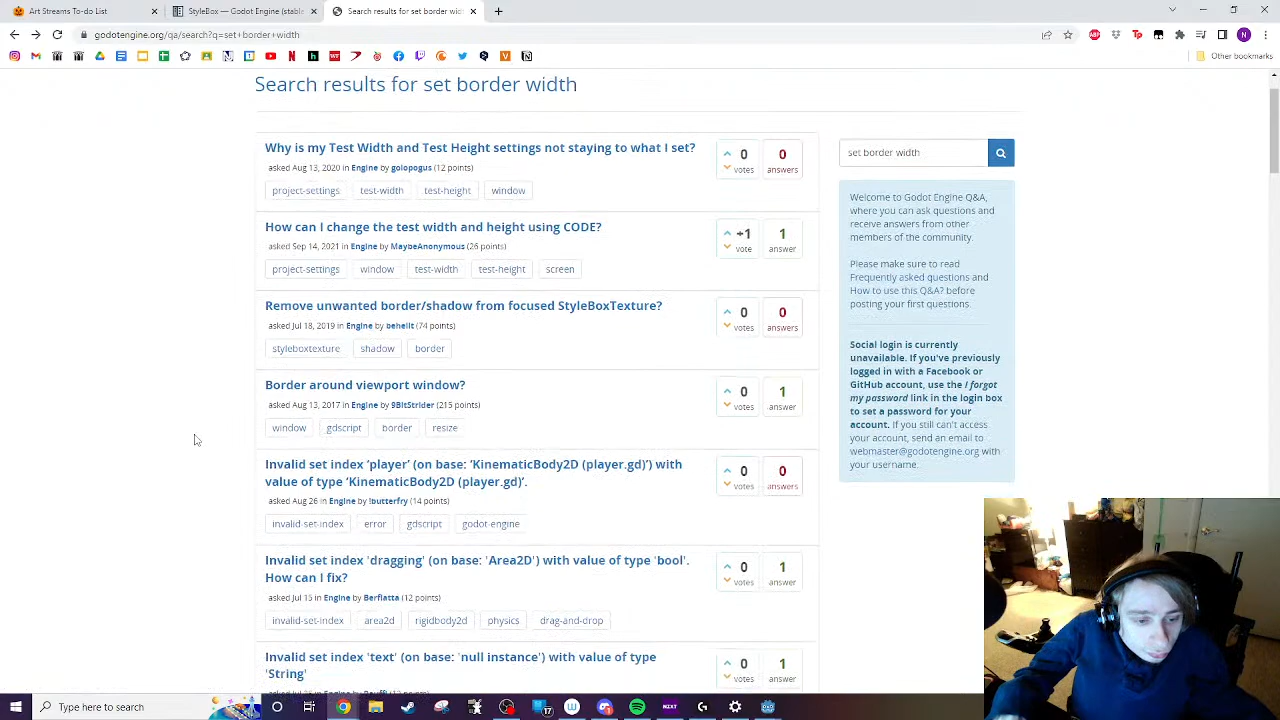 Art Streams To-do List
StyleBox — Godot Engine (stable
Search results for set border wid
godotengine.org/qa/search?q=set+border+width
Other bookmarks
Search results for set border width
Why is my Test Width and Test Height settings not staying to what I set?
asked Aug 13, 2020 in Engine by golopogus (12 points)
project-settings test-width test-height window
0 votes
0 answers
How can I change the test width and height using CODE?
asked Sep 14, 2021 in Engine by MaybeAnonymous (26 points)
project-settings window test-width test-height screen
+1 vote
1 answer
Remove unwanted border/shadow from focused StyleBoxTexture?
asked Jul 18, 2019 in Engine by behelit (74 points)
styleboxtexture shadow border
0 votes
0 answers
Border around viewport window?
asked Aug 13, 2017 in Engine by 9BitStrider (215 points)
window gdscript border resize
0 votes
1 answer
Invalid set index ‘player’ (on base: ‘KinematicBody2D (player.gd)’) with
value of type ‘KinematicBody2D (player.gd)’.
asked Aug 26 in Engine by !butterfry (14 points)
invalid-set-index error gdscript godot-engine
0 votes
0 answers
Invalid set index 'dragging' (on base: 'Area2D') with value of type 'bool'.
How can I fix?
asked Jul 15 in Engine by Berflatta (12 points)
invalid-set-index area2d rigidbody2d physics drag-and-drop
0 votes
1 answer
Invalid set index 'text' (on base: 'null instance') with value of type
'String'
0 votes
1 answer
set border width
Welcome to Godot Engine Q&A,
where you can ask questions and
receive answers from other
members of the community.
Please make sure to read
Frequently asked questions and
How to use this Q&A? before
posting your first questions.
Social login is currently
unavailable. If you've previously
logged in with a Facebook or
GitHub account, use the I forgot
my password link in the login box
to set a password for your
account. If you still can't access
your account, send an email to
webmaster@godotengine.org with
your username.
Type here to search
NZXT